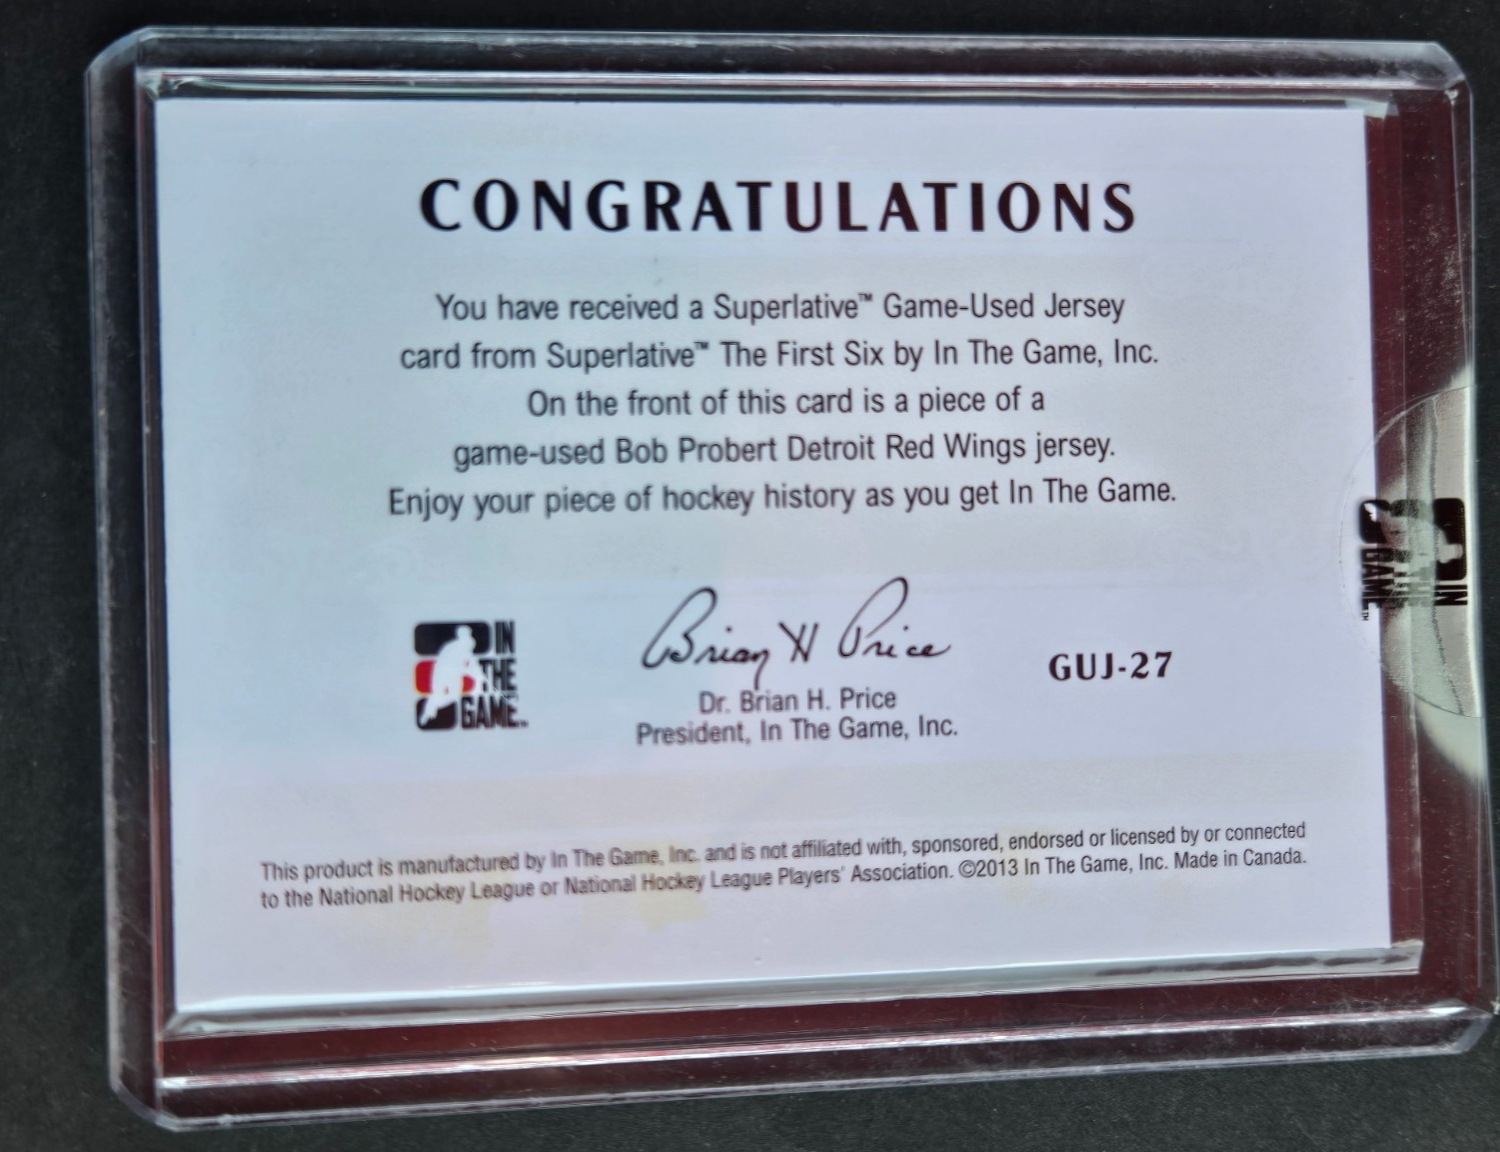 CONGRATULATIONS
You have received a Superlative™ Game-Used Jersey
card from Superlative™ The First Six by In The Game, Inc.
On the front of this card is a piece of a
game-used Bob Probert Detroit Red Wings jersey.
Enjoy your piece of hockey history as you get In The Game.
IN
THE
GAME™
Brian H Price
Dr. Brian H. Price
President, In The Game, Inc.
GUJ-27
This product is manufactured by In The Game, Inc. and is not affiliated with, sponsored, endorsed or licensed by or connected
to the National Hockey League or National Hockey League Players' Association. ©2013 In The Game, Inc. Made in Canada.
IN
THE
GAME™